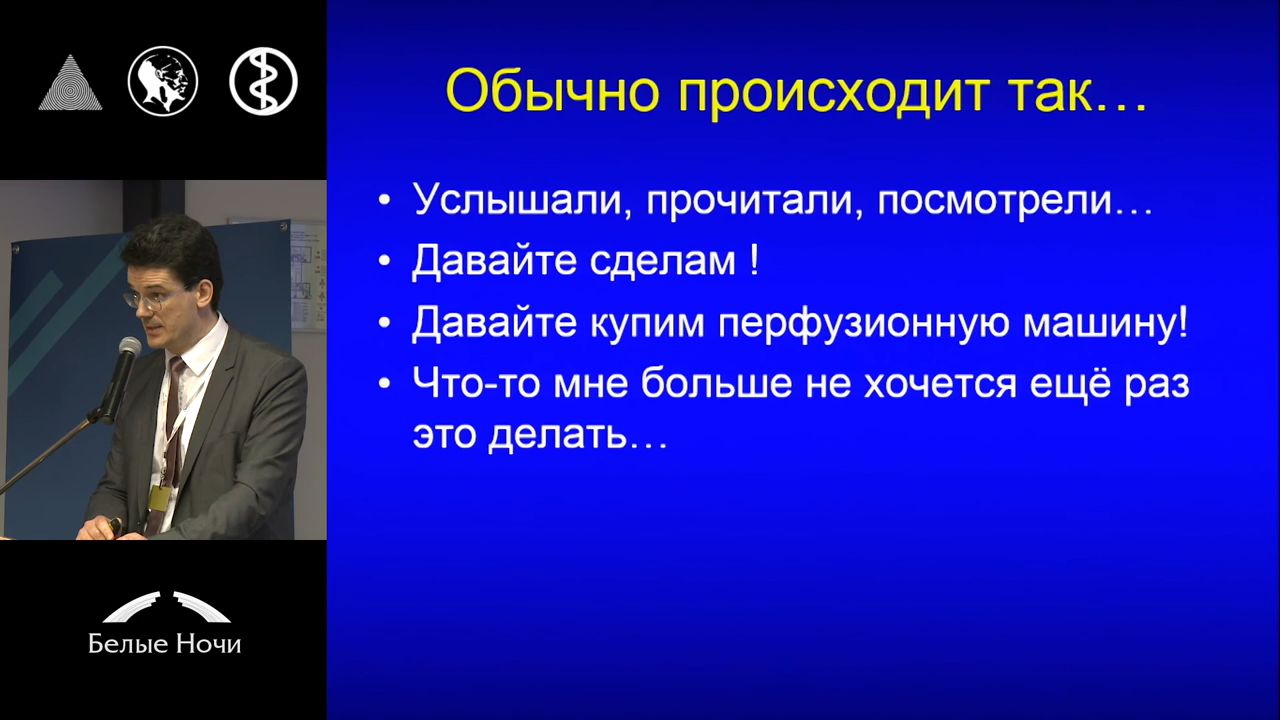 Обычно происходит так…
• Услышали, прочитали, посмотрели…
• Давайте сделам !
• Давайте купим перфузионную машину!
• Что-то мне больше не хочется ещё раз
это делать…
Белые Ночи